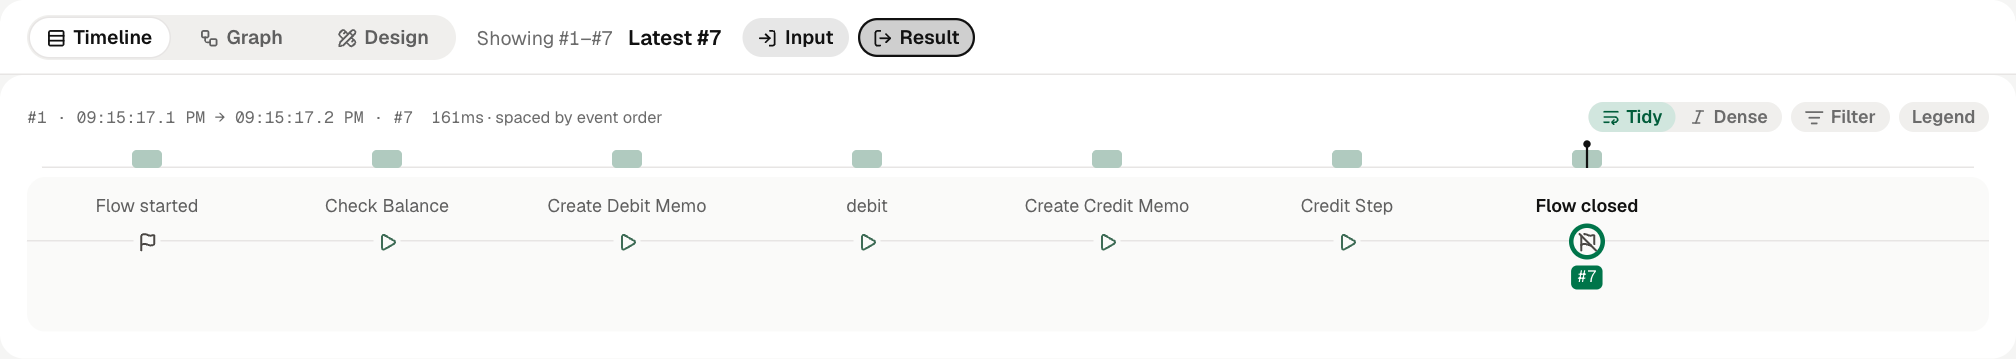 Timeline Graph Design Showing #1–#7 Latest #7 Input Result
#1 · 09:15:17.1 PM → 09:15:17.2 PM · #7 161ms · spaced by event order Tidy Dense Filter Legend
Flow started Check Balance Create Debit Memo debit Create Credit Memo Credit Step Flow closed
#7